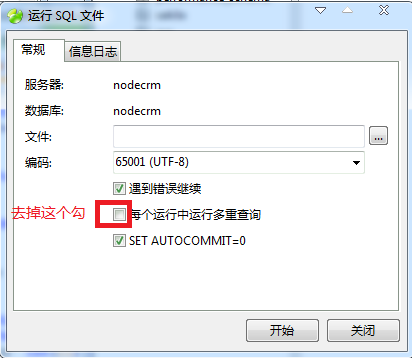 运行 SQL 文件
常规 信息日志
服务器: nodecrm
数据库: nodecrm
文件: ...
编码: 65001 (UTF-8)
遇到错误继续
去掉这个勾 每个运行中运行多重查询
SET AUTOCOMMIT=0
开始 关闭